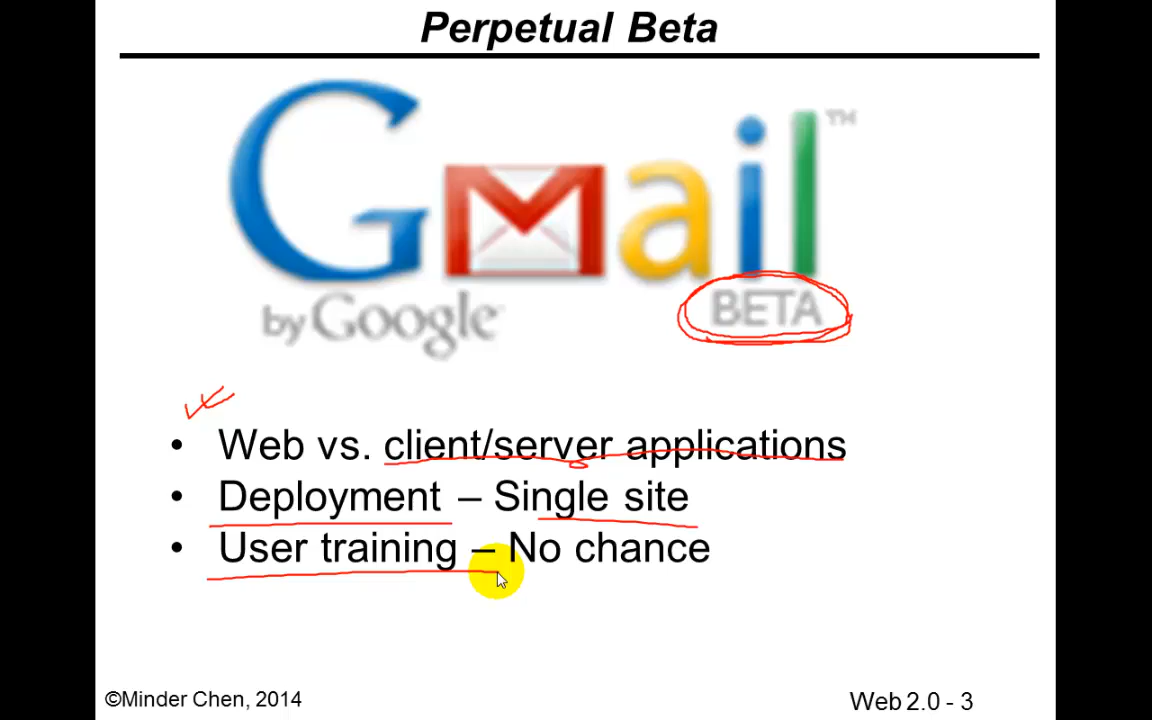 Perpetual Beta
Gmail TM
by Google BETA
• Web vs. client/server applications
• Deployment – Single site
• User training – No chance
©Minder Chen, 2014
Web 2.0 - 3